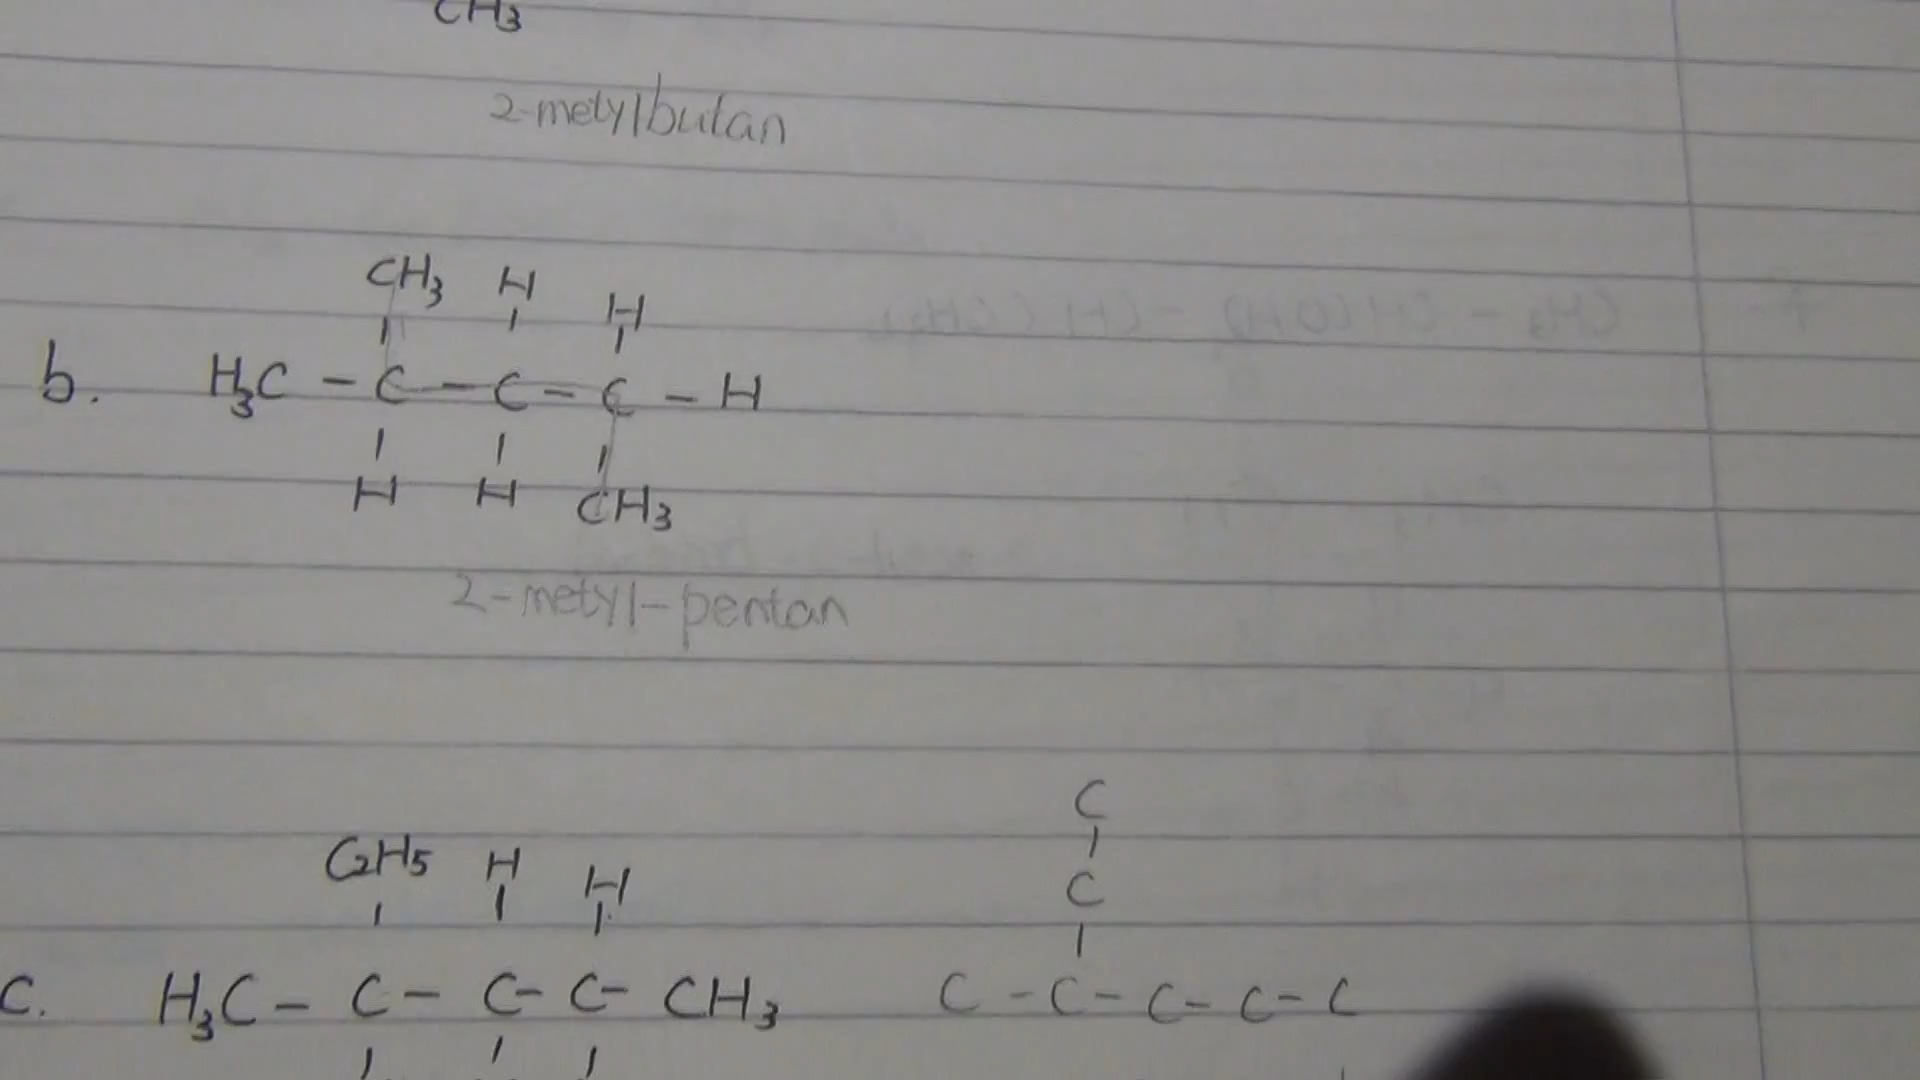 CH3
2-metylbutan
CH3 H H
b. H3C - C - C - C - H
H H CH3
2-metyl-pentan
C
C2H5 H H
C
c. H3C - C - C - C - CH3 C - C - C - C - C